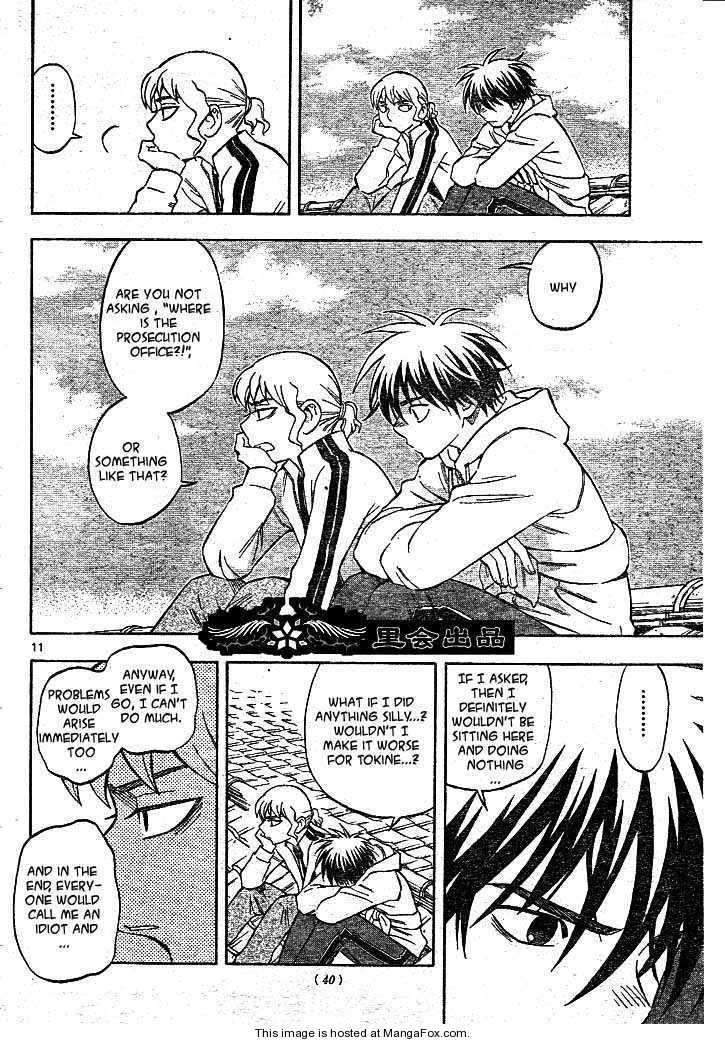 ..........
WHY
ARE YOU NOT
ASKING , "WHERE
IS THE
PROSECUTION
OFFICE?!",
OR
SOMETHING
LIKE THAT?
里会出品
11
.........
IF I ASKED,
THEN I
DEFINITELY
WOULDN'T BE
SITTING HERE
AND DOING
NOTHING
...
WHAT IF I DID
ANYTHING SILLY...?
WOULDN'T I
MAKE IT WORSE
FOR TOKINE...?
ANYWAY,
EVEN IF I
GO, I CAN'T
DO MUCH.
PROBLEMS
WOULD
ARISE
IMMEDIATELY
TOO
...
AND IN THE
END, EVERY-
ONE WOULD
CALL ME AN
IDIOT AND
...
( 40 )
This image is hosted at MangaFox.com.